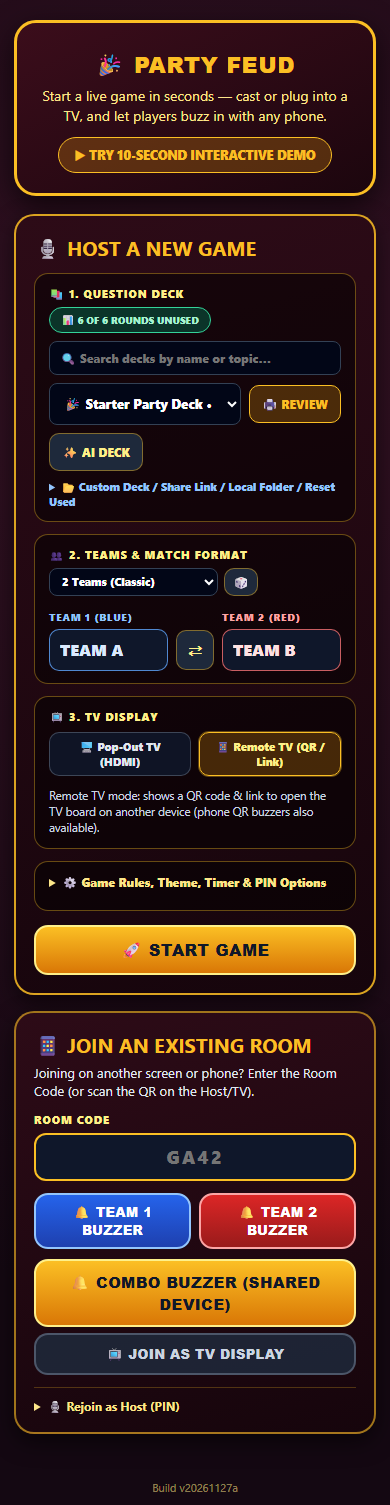 🎉 PARTY FEUD
Start a live game in seconds — cast or plug into a
TV, and let players buzz in with any phone.
▶ TRY 10-SECOND INTERACTIVE DEMO
🎙️ HOST A NEW GAME
📚 1. QUESTION DECK
📊 6 OF 6 ROUNDS UNUSED
🔍 Search decks by name or topic...
🎉 Starter Party Deck •
🖨️ REVIEW
✨ AI DECK
▶ 📂 Custom Deck / Share Link / Local Folder / Reset
Used
👥 2. TEAMS & MATCH FORMAT
2 Teams (Classic)
🎲
TEAM 1 (BLUE)
TEAM 2 (RED)
TEAM A
⇄
TEAM B
📺 3. TV DISPLAY
🖥️ Pop-Out TV
(HDMI)
📱 Remote TV (QR /
Link)
Remote TV mode: shows a QR code & link to open the
TV board on another device (phone QR buzzers also
available).
▶ ⚙️ Game Rules, Theme, Timer & PIN Options
🚀 START GAME
📱 JOIN AN EXISTING ROOM
Joining on another screen or phone? Enter the Room
Code (or scan the QR on the Host/TV).
ROOM CODE
GA42
🔔 TEAM 1
BUZZER
🔔 TEAM 2
BUZZER
🔔 COMBO BUZZER (SHARED
DEVICE)
📺 JOIN AS TV DISPLAY
▶ 🎙️ Rejoin as Host (PIN)
Build v20261127a